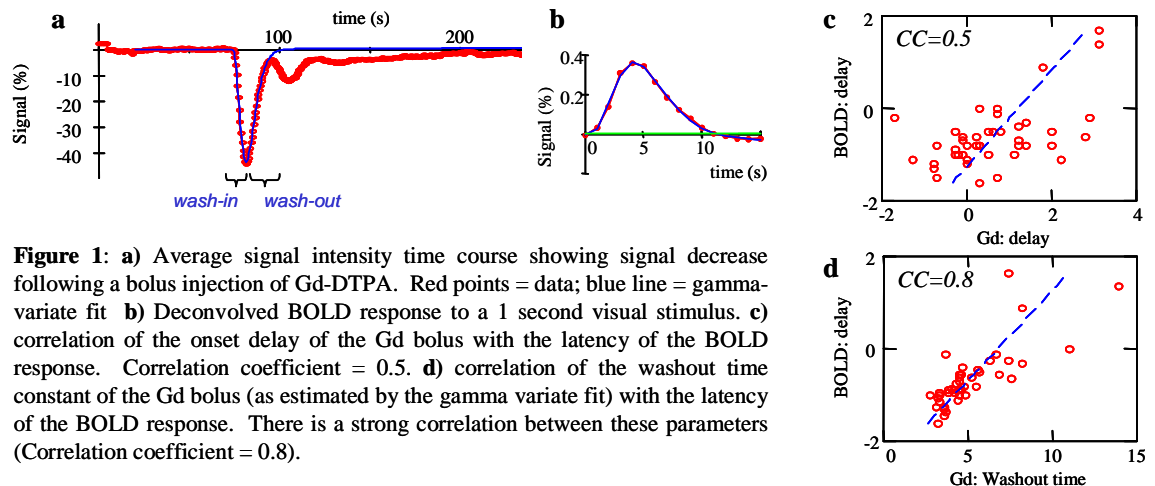 a
time (s)
100
200
-10
-20
-30
-40
Signal (%)
wash-in
wash-out
b
0.4
0.2
Signal (%)
0
5
10
time (s)
c
CC=0.5
2
0
-2
BOLD: delay
-2
0
2
4
Gd: delay
d
CC=0.8
2
0
-2
BOLD: delay
0
5
10
15
Gd: Washout time
Figure 1: a) Average signal intensity time course showing signal decrease
following a bolus injection of Gd-DTPA. Red points = data; blue line = gamma-
variate fit b) Deconvolved BOLD response to a 1 second visual stimulus. c)
correlation of the onset delay of the Gd bolus with the latency of the BOLD
response. Correlation coefficient = 0.5. d) correlation of the washout time
constant of the Gd bolus (as estimated by the gamma variate fit) with the latency
of the BOLD response. There is a strong correlation between these parameters
(Correlation coefficient = 0.8).